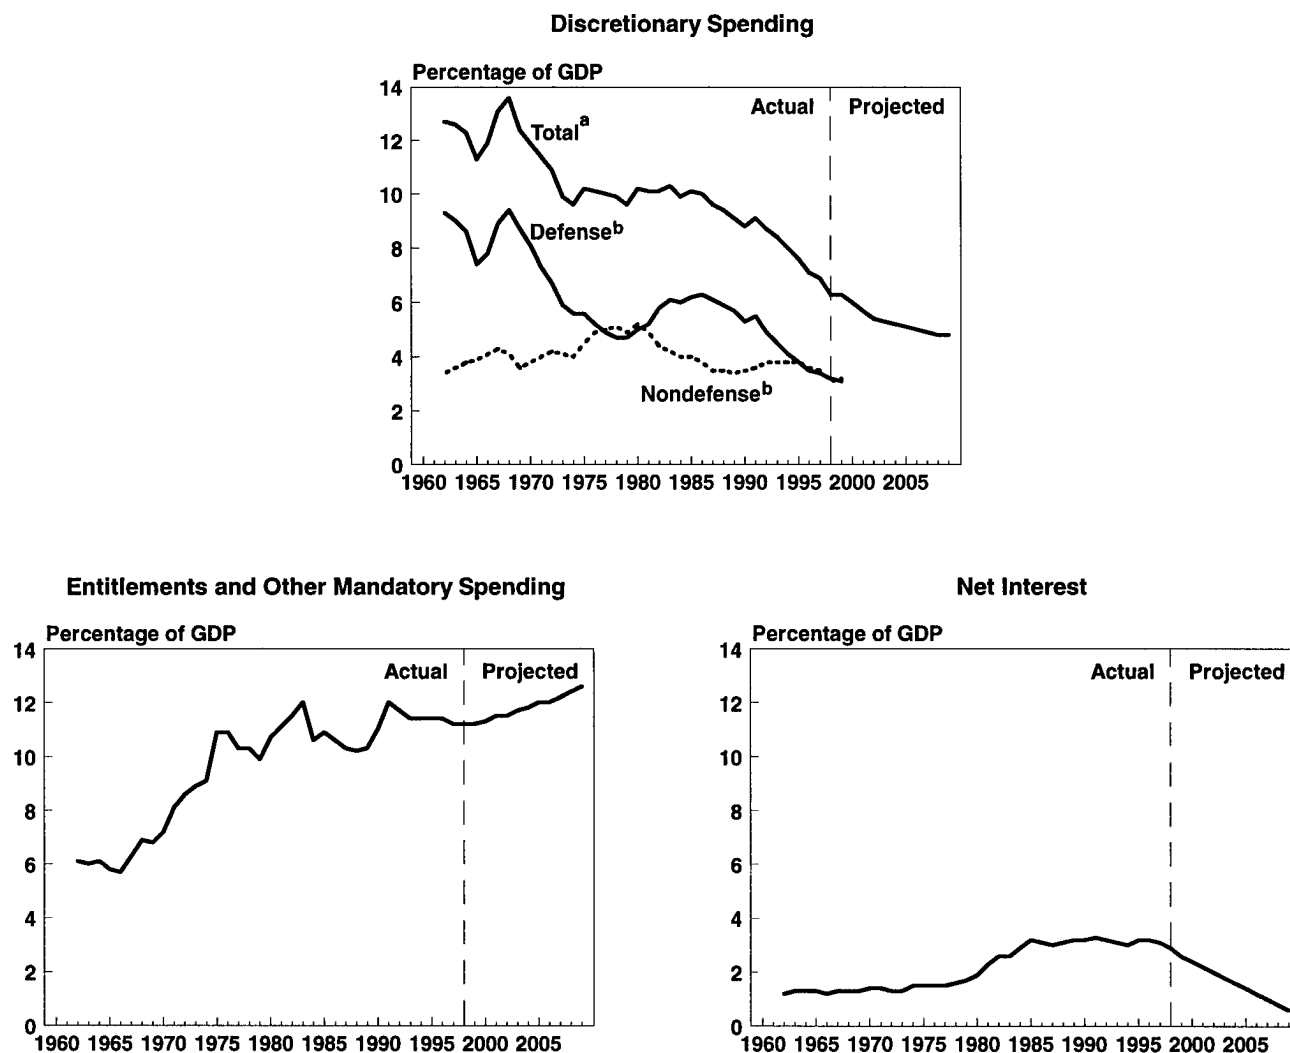 Discretionary Spending
Percentage of GDP
14
Actual Projected
Total a
12
10
Defense b
8
6
4
Nondefense b
2
0
1960 1965 1970 1975 1980 1985 1990 1995 2000 2005
Entitlements and Other Mandatory Spending
Percentage of GDP
14
Actual Projected
12
10
8
6
4
2
0
1960 1965 1970 1975 1980 1985 1990 1995 2000 2005
Net Interest
Percentage of GDP
14
Actual Projected
12
10
8
6
4
2
0
1960 1965 1970 1975 1980 1985 1990 1995 2000 2005